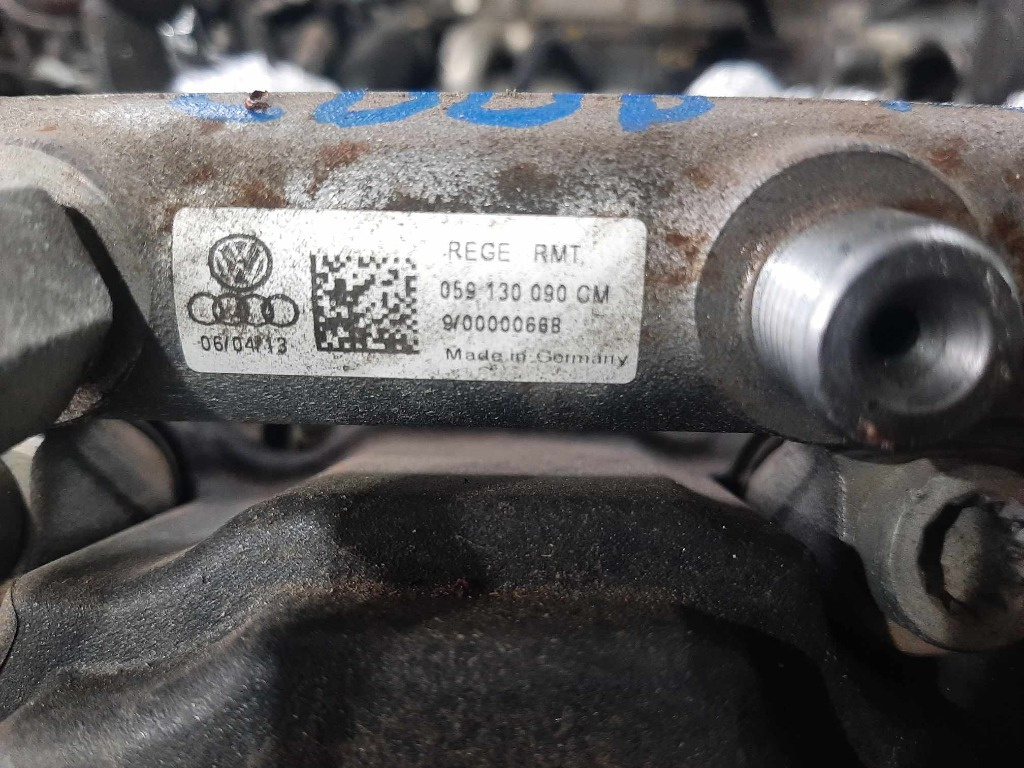 REGE RMT.
059 130 090 CM
9/00000668
06/04/13
Made in Germany